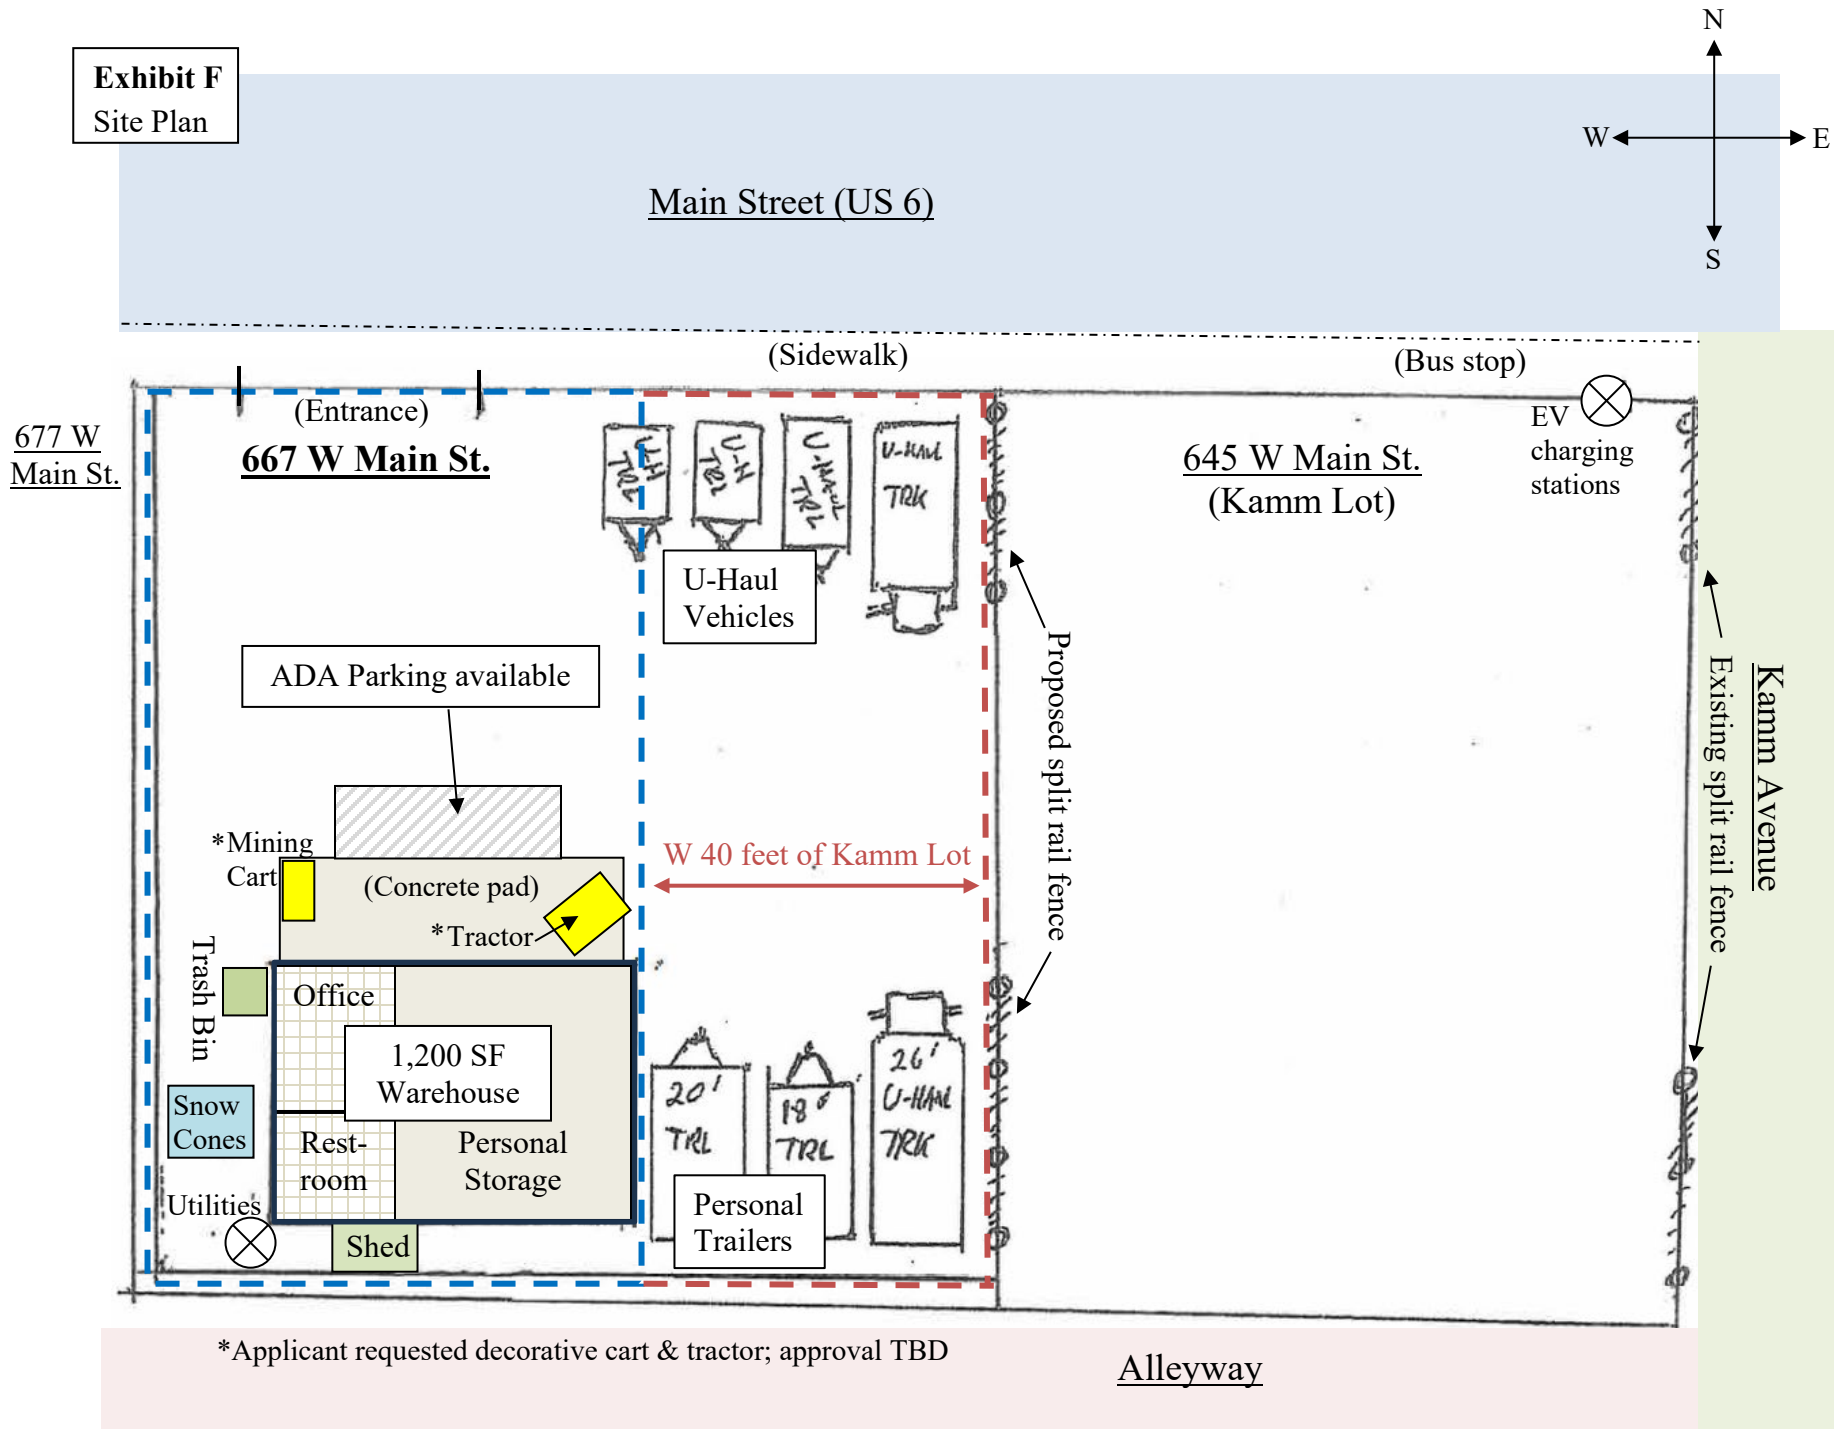 Exhibit F
Site Plan
N
W
E
S
Main Street (US 6)
(Sidewalk)
(Bus stop)
(Entrance)
677 W
Main St.
667 W Main St.
U-H
TRL
U-H
TRL
U-HAUL
TRL
U-HAUL
TRK
645 W Main St.
(Kamm Lot)
EV
charging
stations
U-Haul
Vehicles
ADA Parking available
Proposed split rail fence
Existing split rail fence
Kamm Avenue
*Mining
Cart
(Concrete pad)
*Tractor
W 40 feet of Kamm Lot
Trash Bin
Office
1,200 SF
Warehouse
Snow
Cones
Rest-
room
Personal
Storage
20'
TRL
18'
TRL
26'
U-HAUL
TRK
Utilities
Shed
Personal
Trailers
*Applicant requested decorative cart & tractor; approval TBD
Alleyway